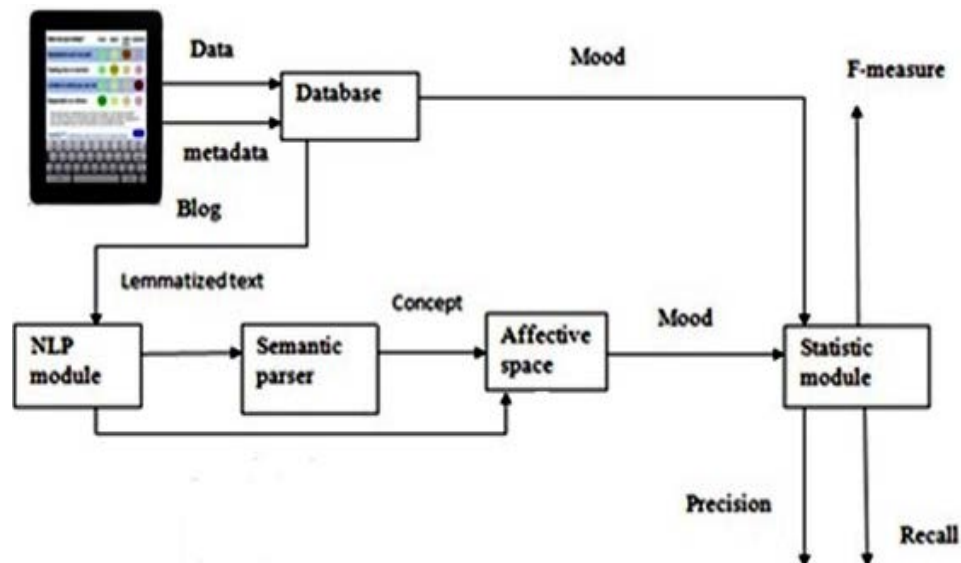 Data
Mood
F-measure
Database
metadata
Blog
Lemmatized text
Concept
Mood
NLP
module
Semantic
parser
Affective
space
Statistic
module
Precision
Recall